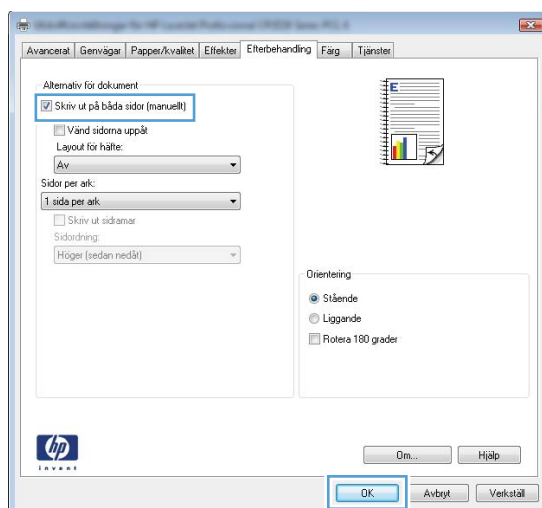 Avancerat Genvägar Papper/kvalitet Effekter Efterbehandling Färg Tjänster
Alternativ för dokument
Skriv ut på båda sidor (manuellt)
Vänd sidorna uppåt
Layout för häfte:
Av
Sidor per ark:
1 sida per ark
Skriv ut sidramar
Sidordning:
Höger (sedan nedåt)
E
Orientering
Stående
Liggande
Rotera 180 grader
hp
invent
Om... Hjälp
OK Avbryt Verkställ